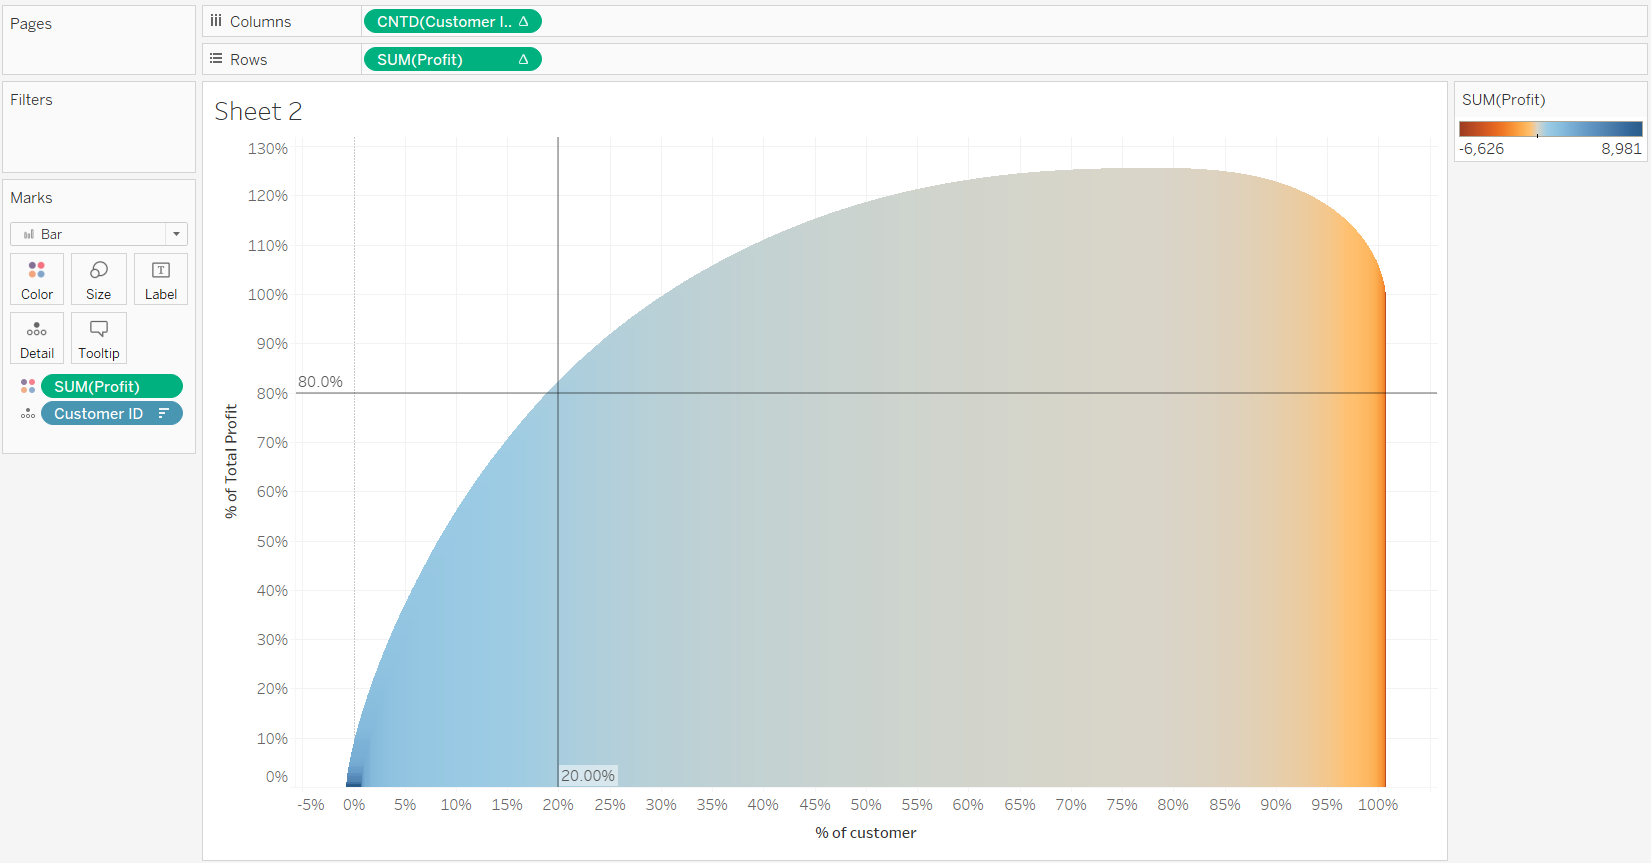 Pages
Columns
CNTD(Customer I..
Rows
SUM(Profit)
Filters
Marks
Bar
Color
Size
Label
Detail
Tooltip
SUM(Profit)
Customer ID
Sheet 2
130%
120%
110%
100%
90%
80%
70%
60%
50%
40%
30%
20%
10%
0%
% of Total Profit
80.0%
20.00%
-5% 0% 5% 10% 15% 20% 25% 30% 35% 40% 45% 50% 55% 60% 65% 70% 75% 80% 85% 90% 95% 100%
% of customer
SUM(Profit)
-6,626 8,981